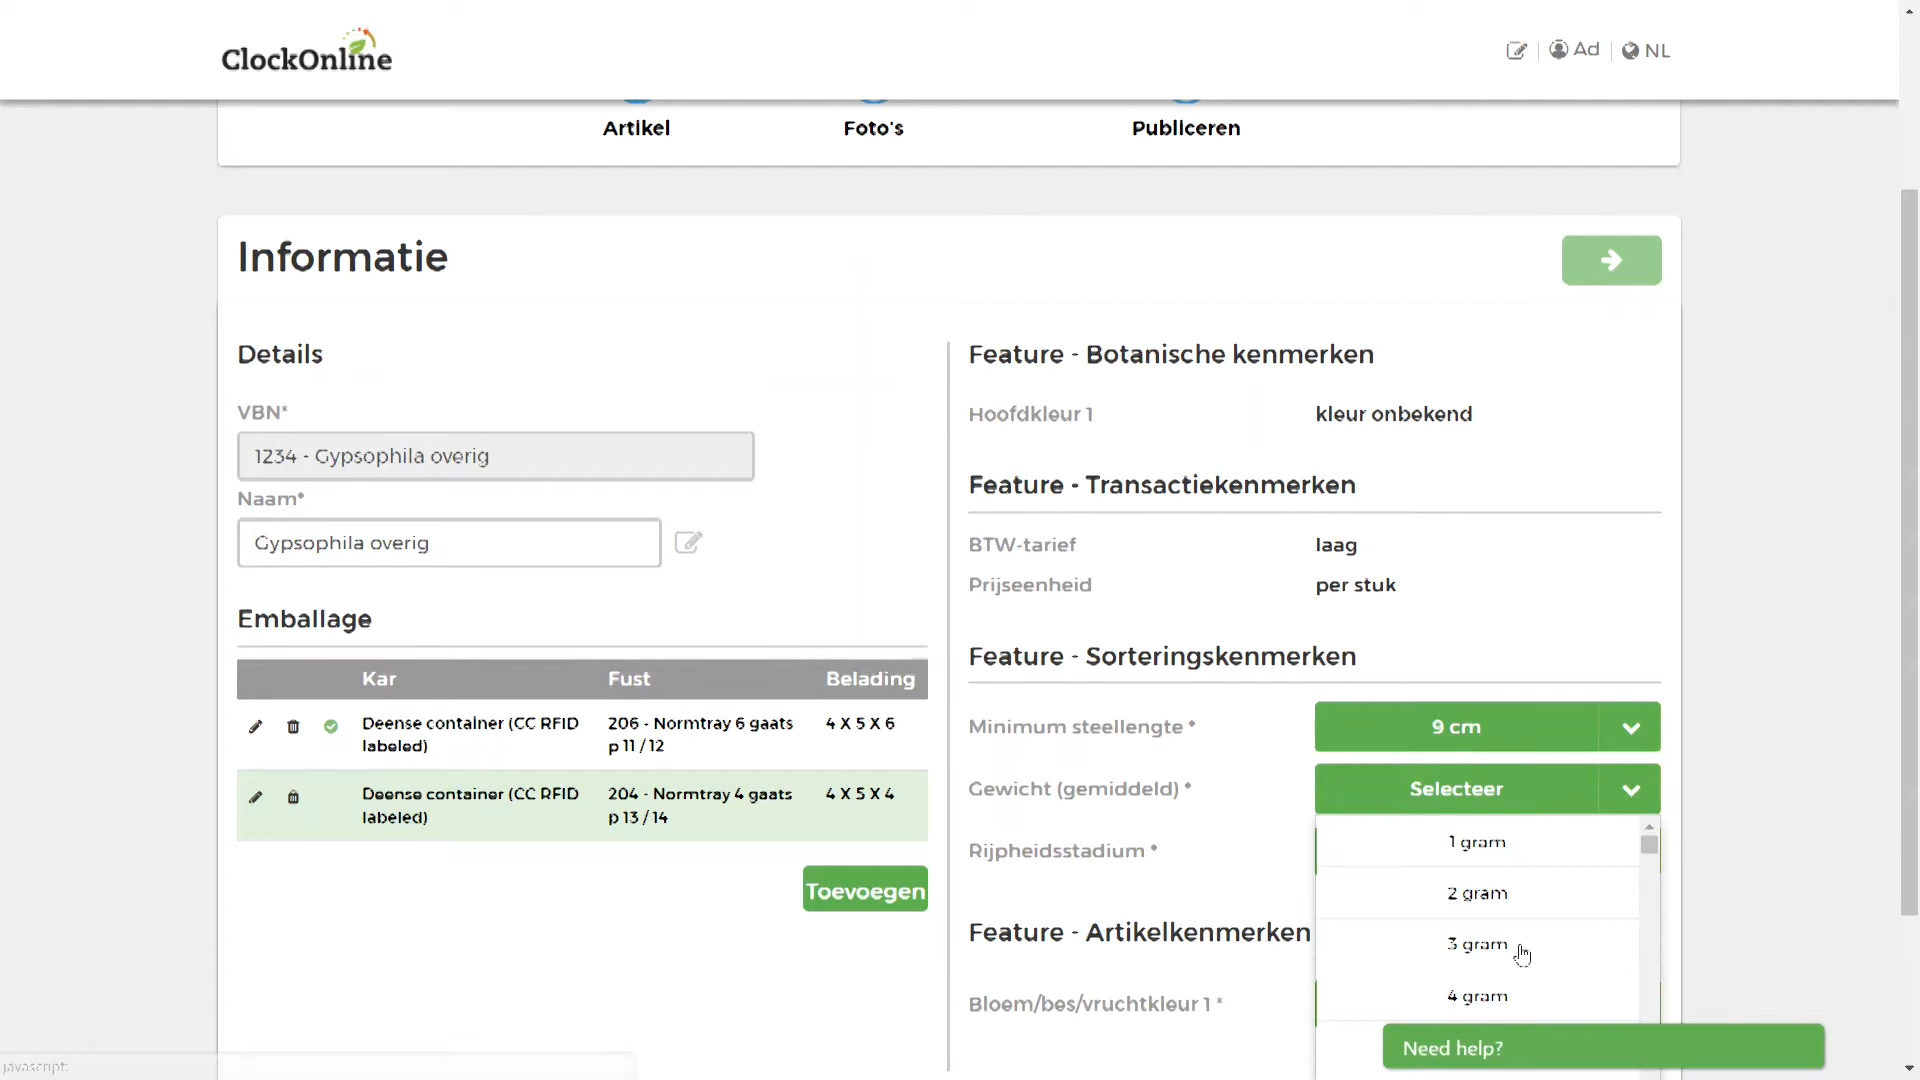 ClockOnline
Ad
NL
Artikel
Foto's
Publiceren
Informatie
Details
VBN*
1234 - Gypsophila overig
Naam*
Gypsophila overig
Emballage
Kar Fust Belading
Deense container (CC RFID labeled)
206 - Normtray 6 gaats p 11 / 12
4 X 5 X 6
Deense container (CC RFID labeled)
204 - Normtray 4 gaats p 13 / 14
4 X 5 X 4
Toevoegen
Feature - Botanische kenmerken
Hoofdkleur 1 kleur onbekend
Feature - Transactiekenmerken
BTW-tarief laag
Prijseenheid per stuk
Feature - Sorteringskenmerken
Minimum steellengte * 9 cm
Gewicht (gemiddeld) * Selecteer
1 gram
2 gram
3 gram
4 gram
Rijpheidsstadium *
Feature - Artikelkenmerken
Bloem/bes/vruchtkleur 1 *
Need help?
javascript: